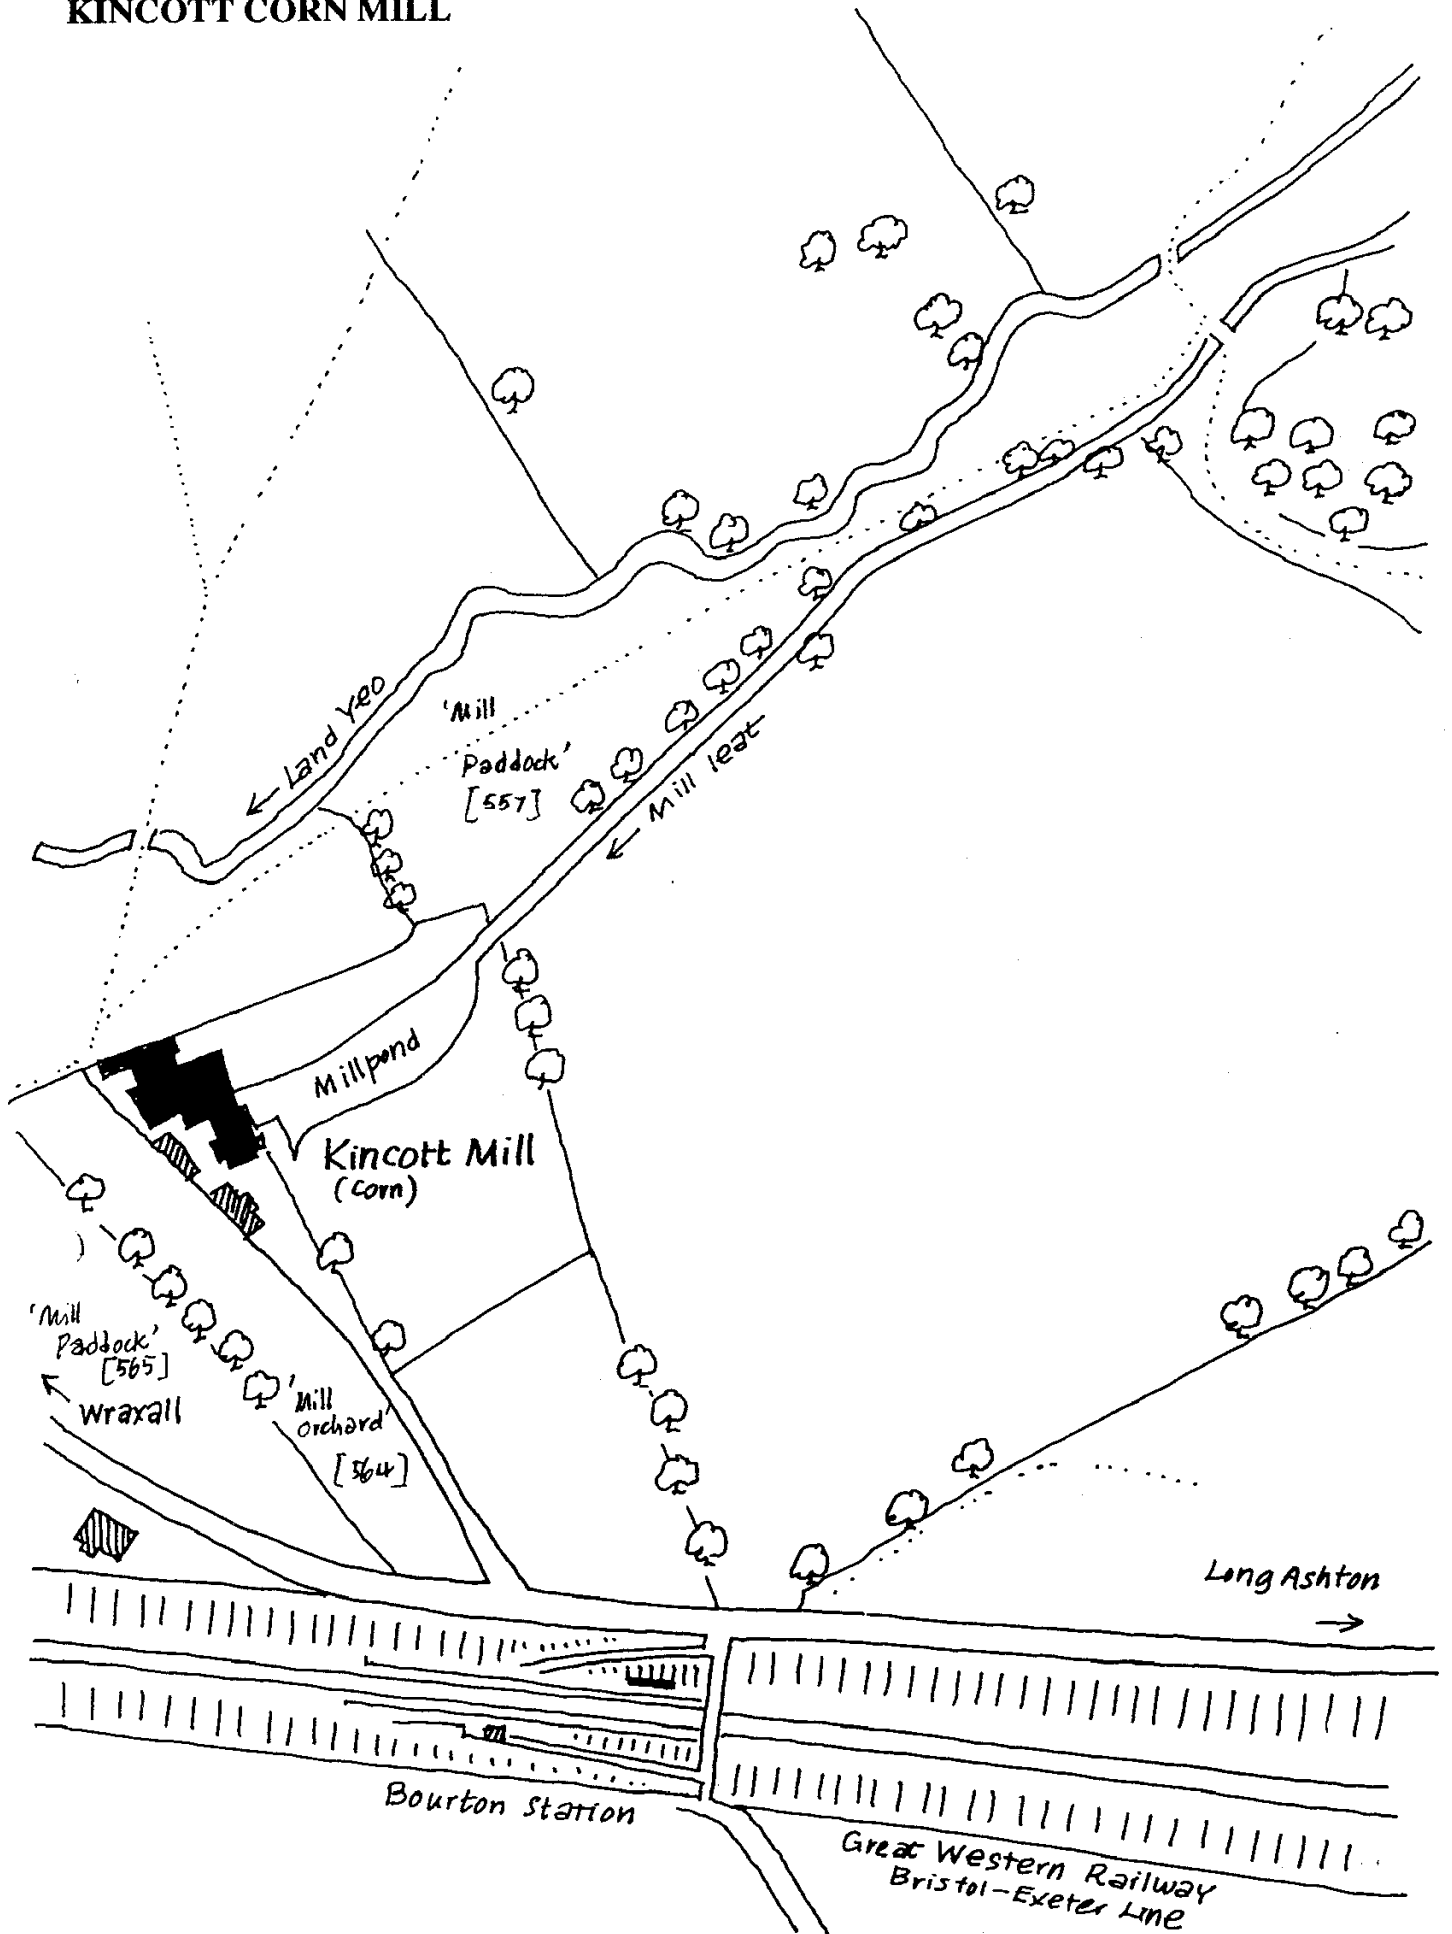 KINCOTT CORN MILL
Land Yeo
'Mill
Paddock'
[557]
Mill leat
Millpond
Kincott Mill
(corn)
'Mill
Paddock'
[565]
Wraxall
'Mill
Orchard'
[564]
Long Ashton
Bourton Station
Great Western Railway
Bristol-Exeter Line